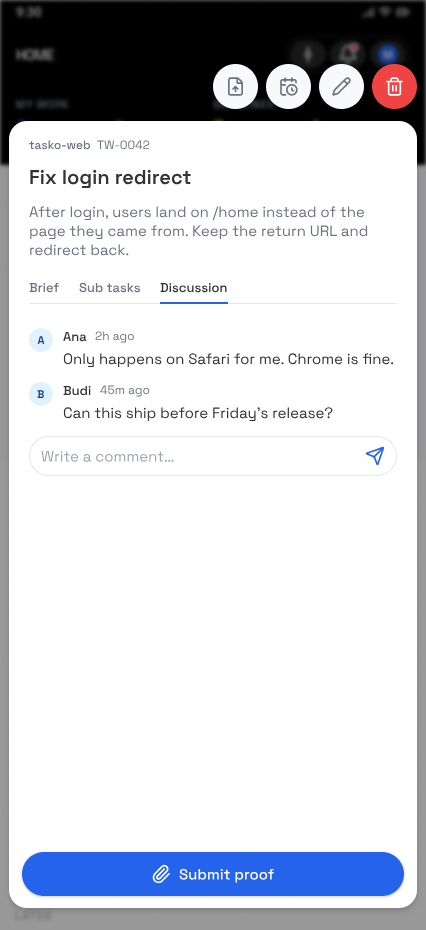 9:30
HOME
MY WORK
M
tasko-web TW-0042
Fix login redirect
After login, users land on /home instead of the
page they came from. Keep the return URL and
redirect back.
Brief Sub tasks Discussion
A Ana 2h ago
Only happens on Safari for me. Chrome is fine.
B Budi 45m ago
Can this ship before Friday's release?
Write a comment…
Submit proof
LATER